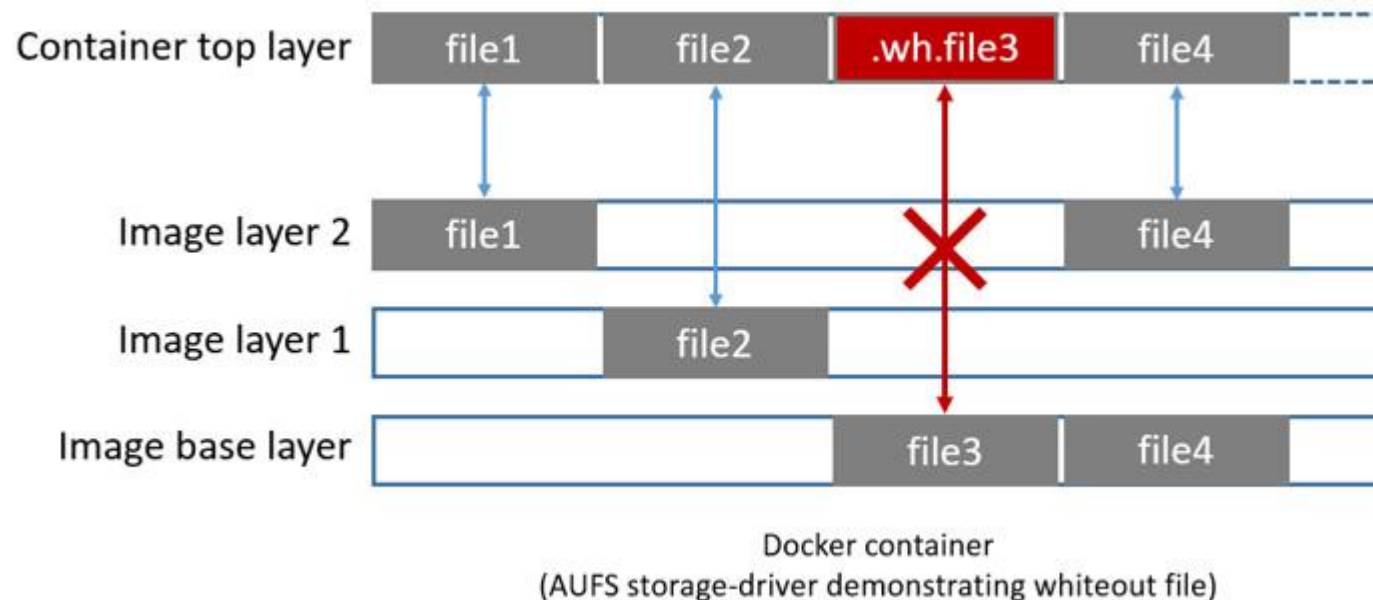 Container top layer file1 file2 .wh.file3 file4
Image layer 2 file1 file4
Image layer 1 file2
Image base layer file3 file4
Docker container
(AUFS storage-driver demonstrating whiteout file)